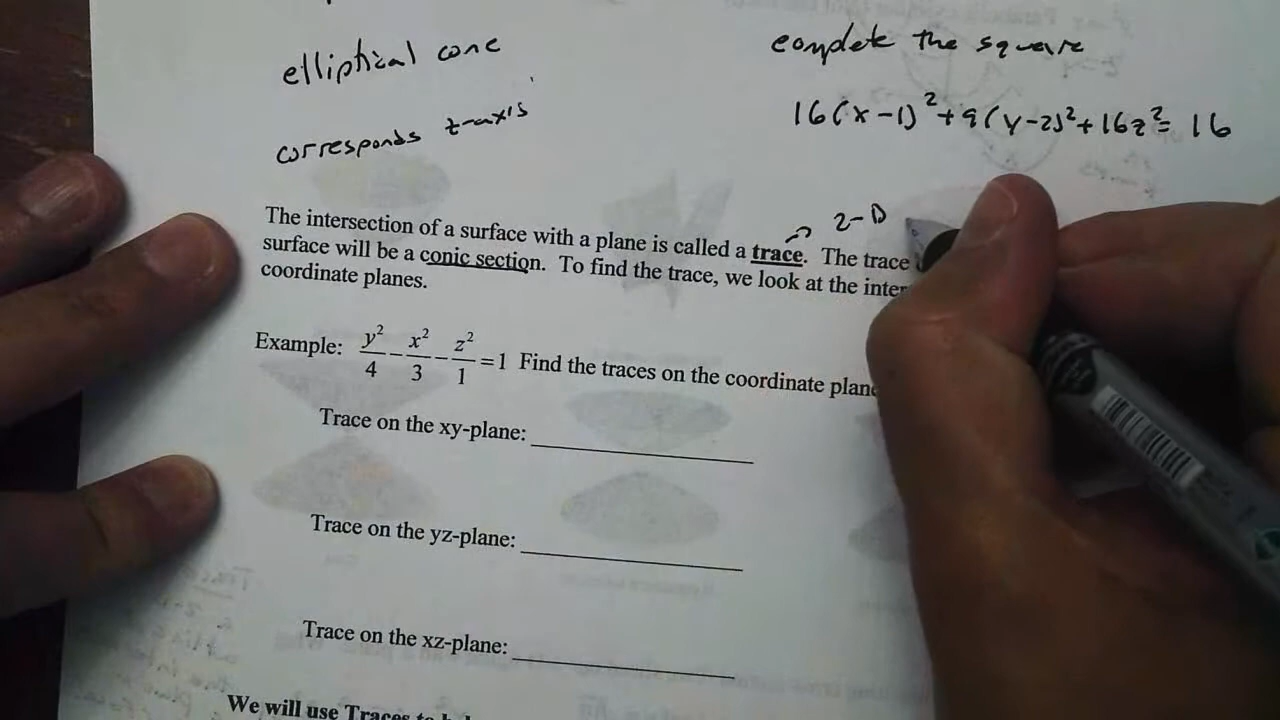 elliptical cone
complete the square
corresponds z-axis
16(x-1)²+9(y-2)²+16z²= 16
2-D
The intersection of a surface with a plane is called a trace. The trace
surface will be a conic section. To find the trace, we look at the
coordinate planes.
Example: y²/4 - x²/3 - z²/1 = 1 Find the traces on the coordinate
Trace on the xy-plane:
Trace on the yz-plane:
Trace on the xz-plane:
We will use Traces to